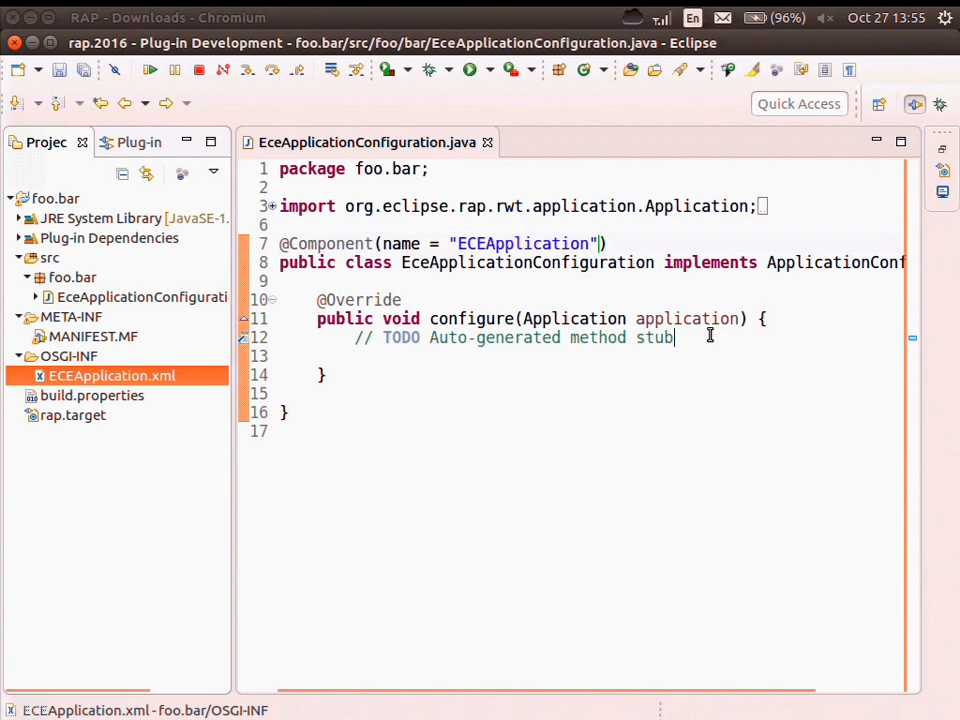 RAP - Downloads - Chromium
En
(96%)
Oct 27 13:55
rap.2016 - Plug-in Development - foo.bar/src/foo/bar/EceApplicationConfiguration.java - Eclipse
Quick Access
Projec
Plug-in
EceApplicationConfiguration.java
foo.bar
JRE System Library [JavaSE-1.
Plug-in Dependencies
src
foo.bar
EceApplicationConfigurati
META-INF
MANIFEST.MF
OSGI-INF
ECEApplication.xml
build.properties
rap.target
1 package foo.bar;
2
3 import org.eclipse.rap.rwt.application.Application;
6
7 @Component(name = "ECEApplication")
8 public class EceApplicationConfiguration implements ApplicationConf
9
10 @Override
11 public void configure(Application application) {
12 // TODO Auto-generated method stub
13
14 }
15
16 }
17
ECEApplication.xml - foo.bar/OSGI-INF